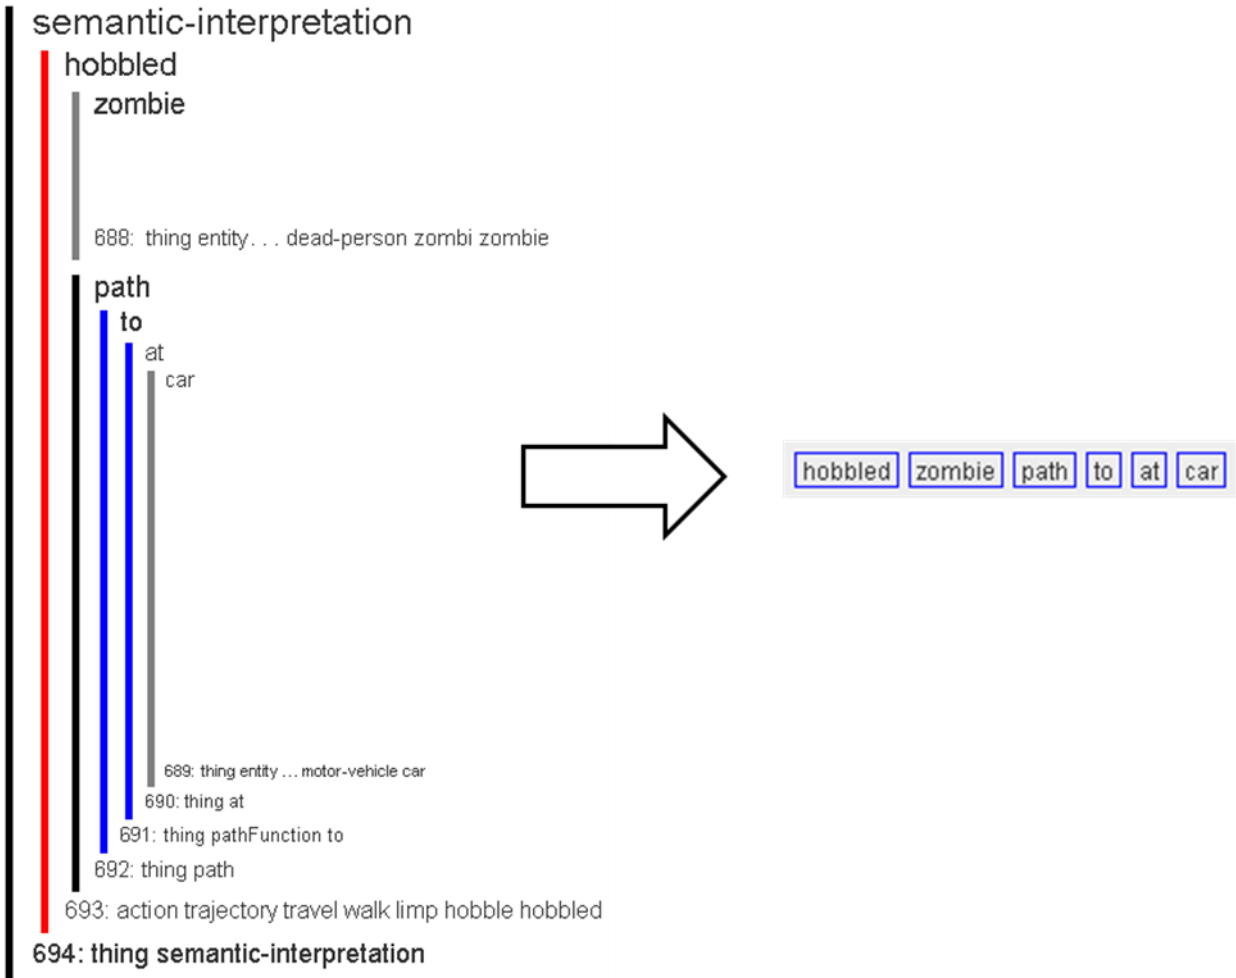 semantic-interpretation
hobbled
zombie
688: thing entity. . . dead-person zombi zombie
path
to
at
car
hobbled zombie path to at car
689: thing entity ... motor-vehicle car
690: thing at
691: thing pathFunction to
692: thing path
693: action trajectory travel walk limp hobble hobbled
694: thing semantic-interpretation